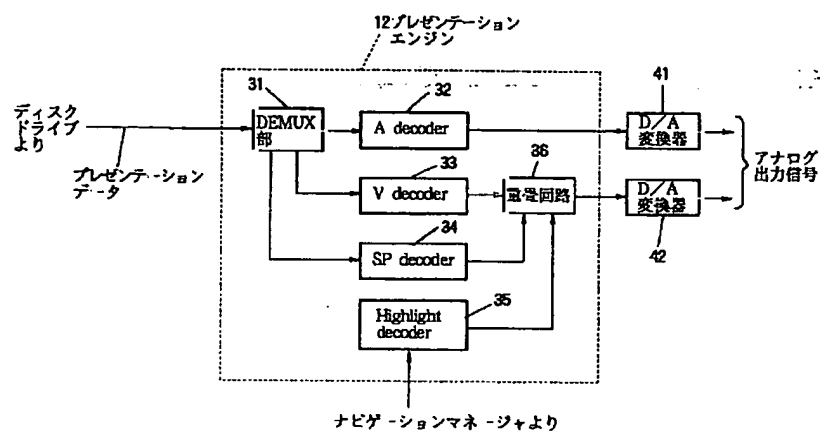 12プレゼンテーション
エンジン
ディスク
ドライブ
より
プレゼンテーション
データ
31
DEMUX
部
32
A decoder
33
V decoder
34
SP decoder
35
Highlight
decoder
36
重畳回路
41
D/A
変換器
D/A
変換器
42
アナログ
出力信号
ナビゲーションマネージャより